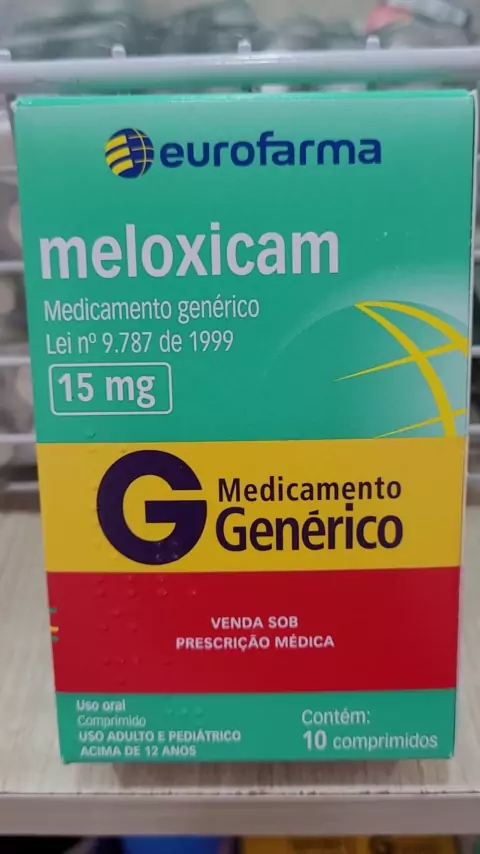 eurofarma
meloxicam
Medicamento genérico
Lei nº 9.787 de 1999
15 mg
G Medicamento
Genérico
VENDA SOB
PRESCRIÇÃO MÉDICA
Uso oral
Comprimido
USO ADULTO E PEDIÁTRICO
ACIMA DE 12 ANOS
Contém:
10 comprimidos